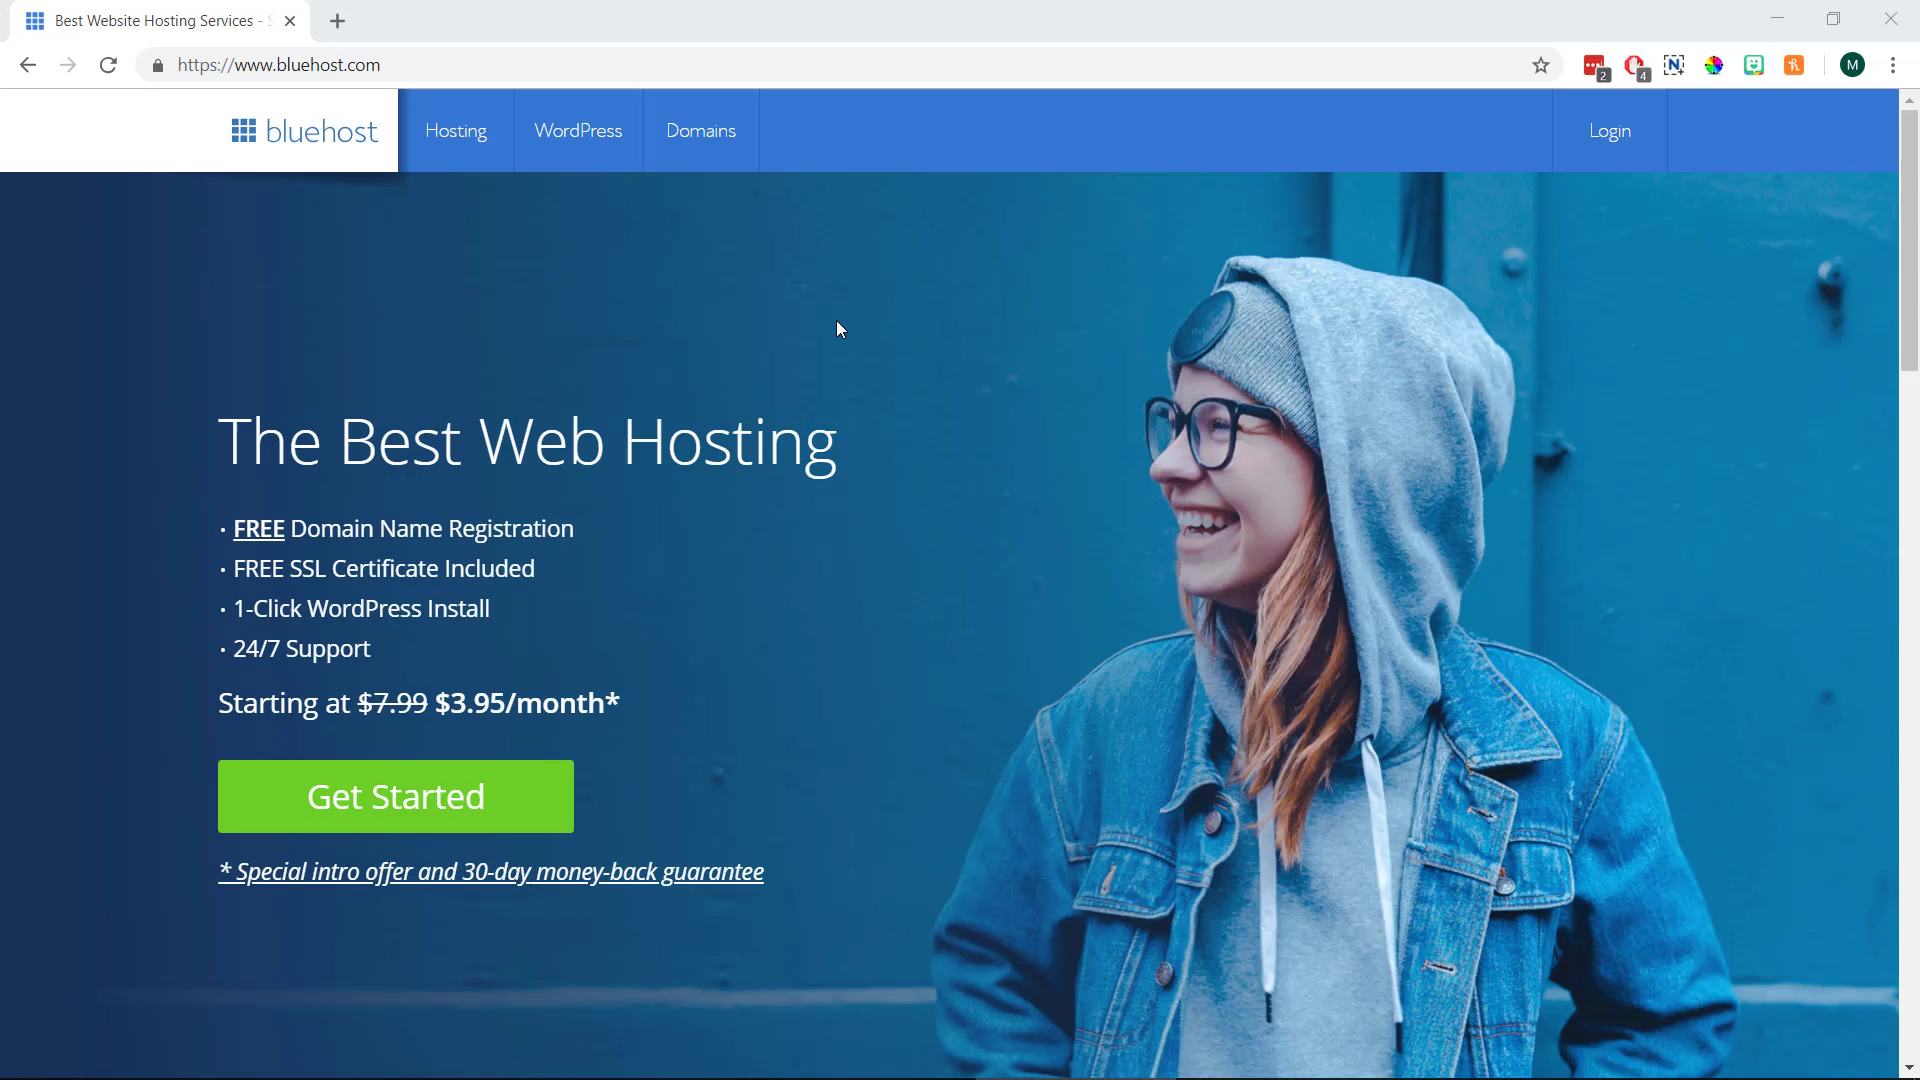 Best Website Hosting Services -
https://www.bluehost.com
2
4
N
M
bluehost
Hosting
WordPress
Domains
Login
The Best Web Hosting
· FREE Domain Name Registration
· FREE SSL Certificate Included
· 1-Click WordPress Install
· 24/7 Support
Starting at $7.99 $3.95/month*
Get Started
* Special intro offer and 30-day money-back guarantee